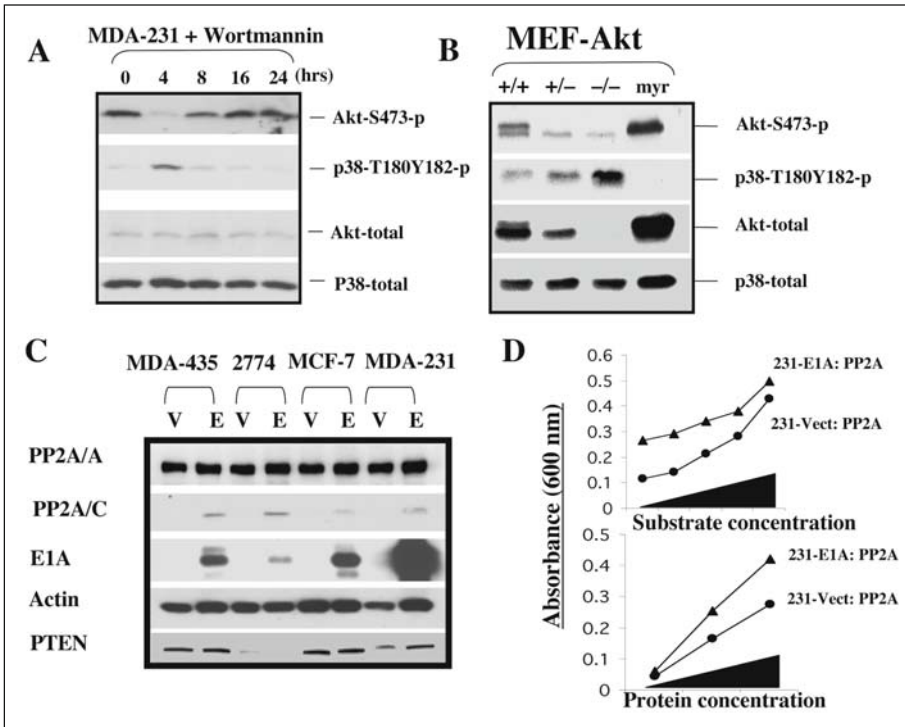 A
MDA-231 + Wortmannin
0 4 8 16 24 (hrs)
Akt-S473-p
p38-T180Y182-p
Akt-total
P38-total
B
MEF-Akt
+/+ +/− −/− myr
Akt-S473-p
p38-T180Y182-p
Akt-total
p38-total
C
MDA-435 2774 MCF-7 MDA-231
V E V E V E V E
PP2A/A
PP2A/C
E1A
Actin
PTEN
D
Absorbance (600 nm)
0.6
0.5
0.4
0.3
0.2
0.1
0
231-E1A: PP2A
231-Vect: PP2A
Substrate concentration
0.5
0.4
0.3
0.2
0.1
0
231-E1A: PP2A
231-Vect: PP2A
Protein concentration